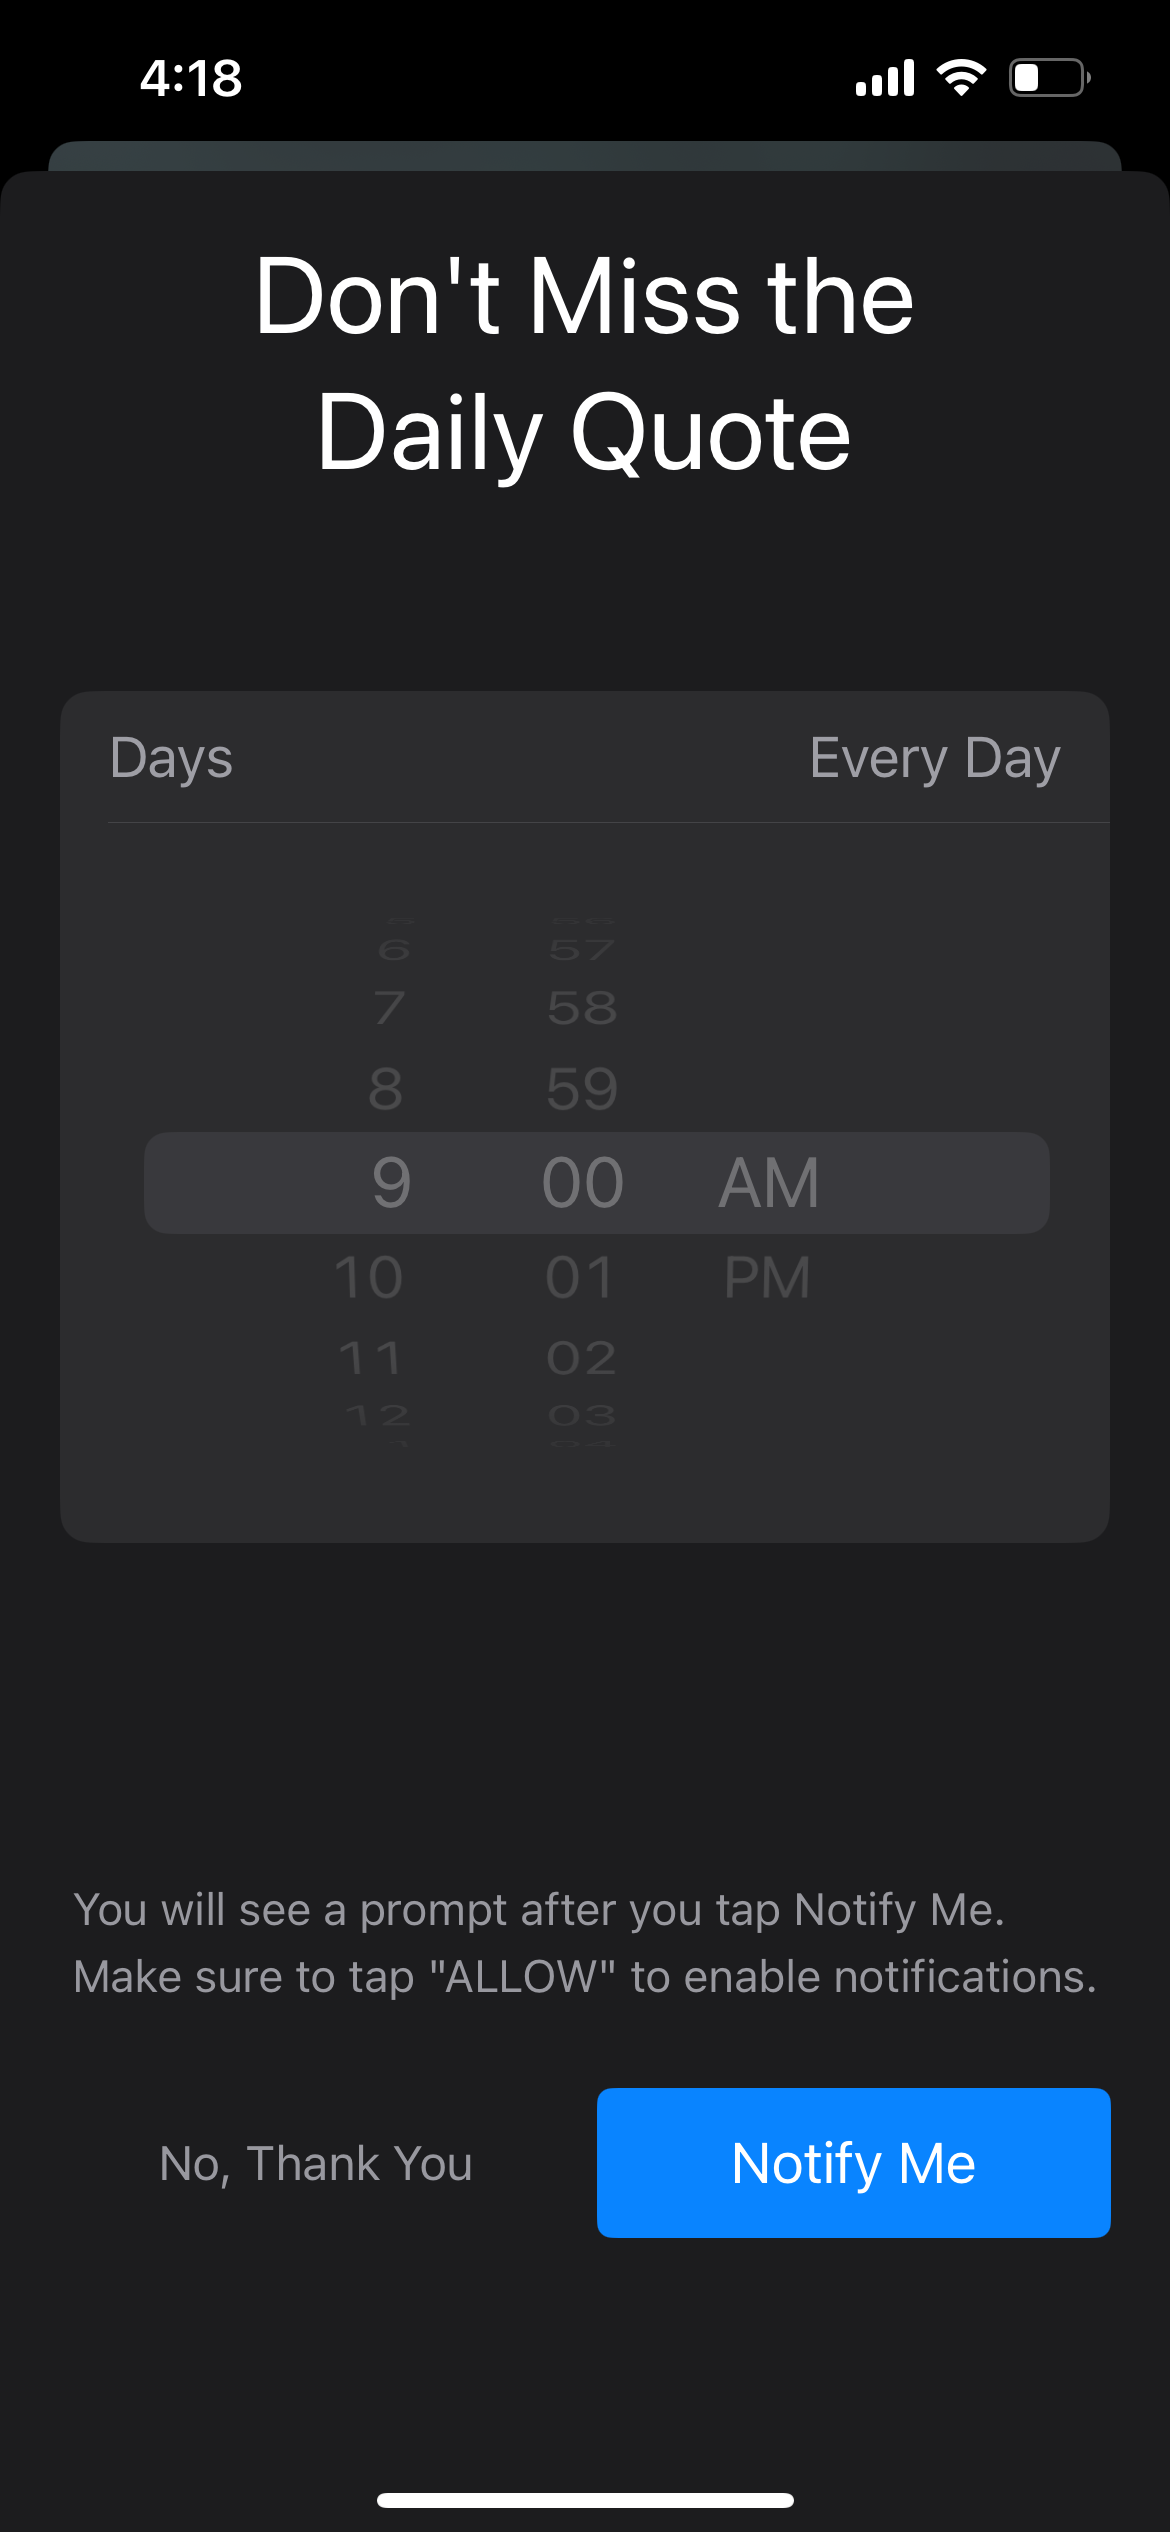 4:18
Don't Miss the
Daily Quote
Days Every Day
6 57
7 58
8 59
9 00 AM
10 01 PM
11 02
12 03
You will see a prompt after you tap Notify Me.
Make sure to tap "ALLOW" to enable notifications.
No, Thank You Notify Me